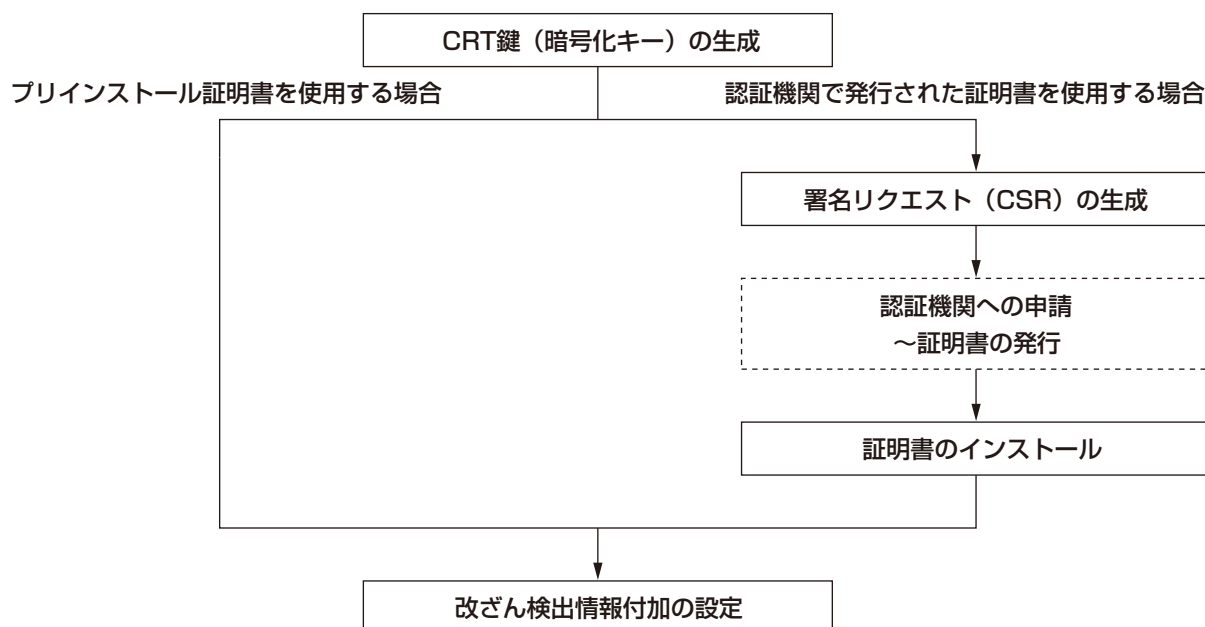 CRT鍵（暗号化キー）の生成
プリインストール証明書を使用する場合
認証機関で発行された証明書を使用する場合
署名リクエスト（CSR）の生成
認証機関への申請
～証明書の発行
証明書のインストール
改ざん検出情報付加の設定